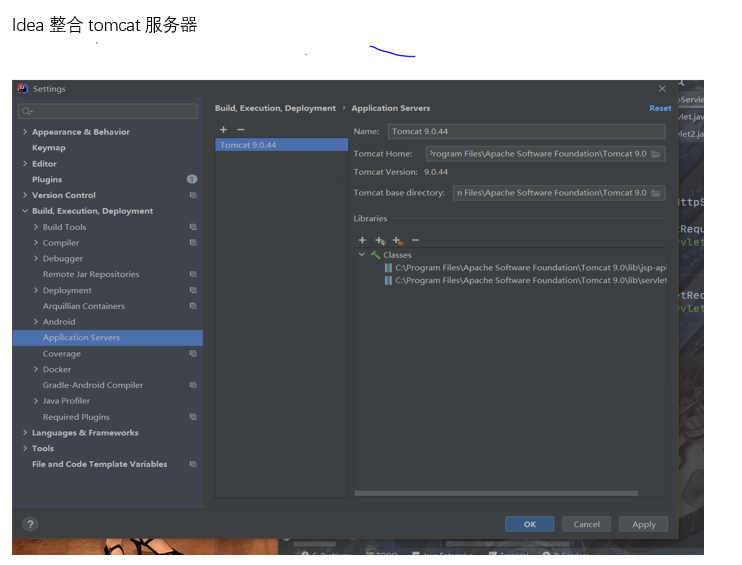 Idea 整合 tomcat 服务器
Settings
Build, Execution, Deployment › Application Servers
Reset
Appearance & Behavior
Keymap
Editor
Plugins
1
Version Control
Build, Execution, Deployment
Build Tools
Compiler
Debugger
Remote Jar Repositories
Deployment
Arquillian Containers
Android
Application Servers
Coverage
Docker
Gradle-Android Compiler
Java Profiler
Required Plugins
Languages & Frameworks
Tools
File and Code Template Variables
Tomcat 9.0.44
Name: Tomcat 9.0.44
Tomcat Home: Program Files\Apache Software Foundation\Tomcat 9.0
Tomcat Version: 9.0.44
Tomcat base directory: n Files\Apache Software Foundation\Tomcat 9.0
Libraries
Classes
C:\Program Files\Apache Software Foundation\Tomcat 9.0\lib\jsp-api
C:\Program Files\Apache Software Foundation\Tomcat 9.0\lib\servlet
?
OK
Cancel
Apply